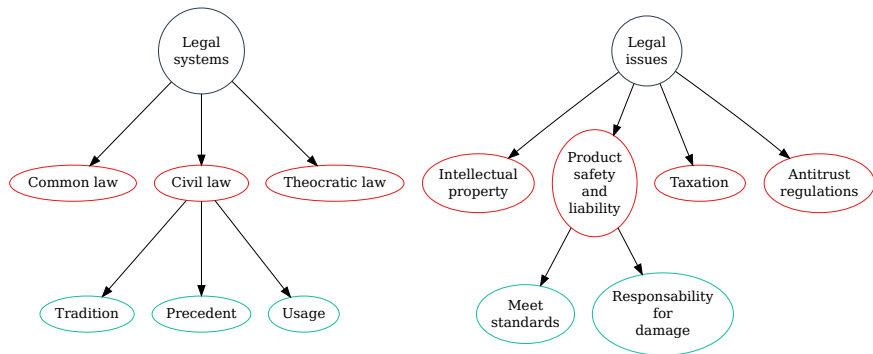 Legal
systems
Legal
issues
Common law
Civil law
Theocratic law
Intellectual
property
Product
safety
and
liability
Taxation
Antitrust
regulations
Tradition
Precedent
Usage
Meet
standards
Responsability
for
damage